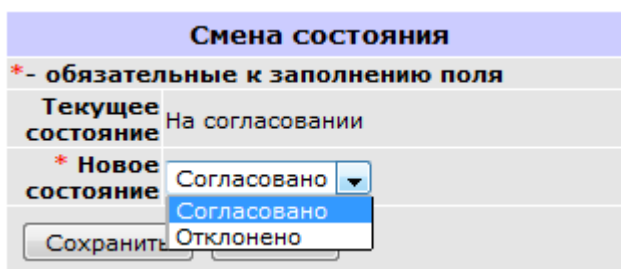 Смена состояния
*- обязательные к заполнению поля
Текущее состояние На согласовании
* Новое состояние Согласовано
Согласовано
Отклонено
Сохранить